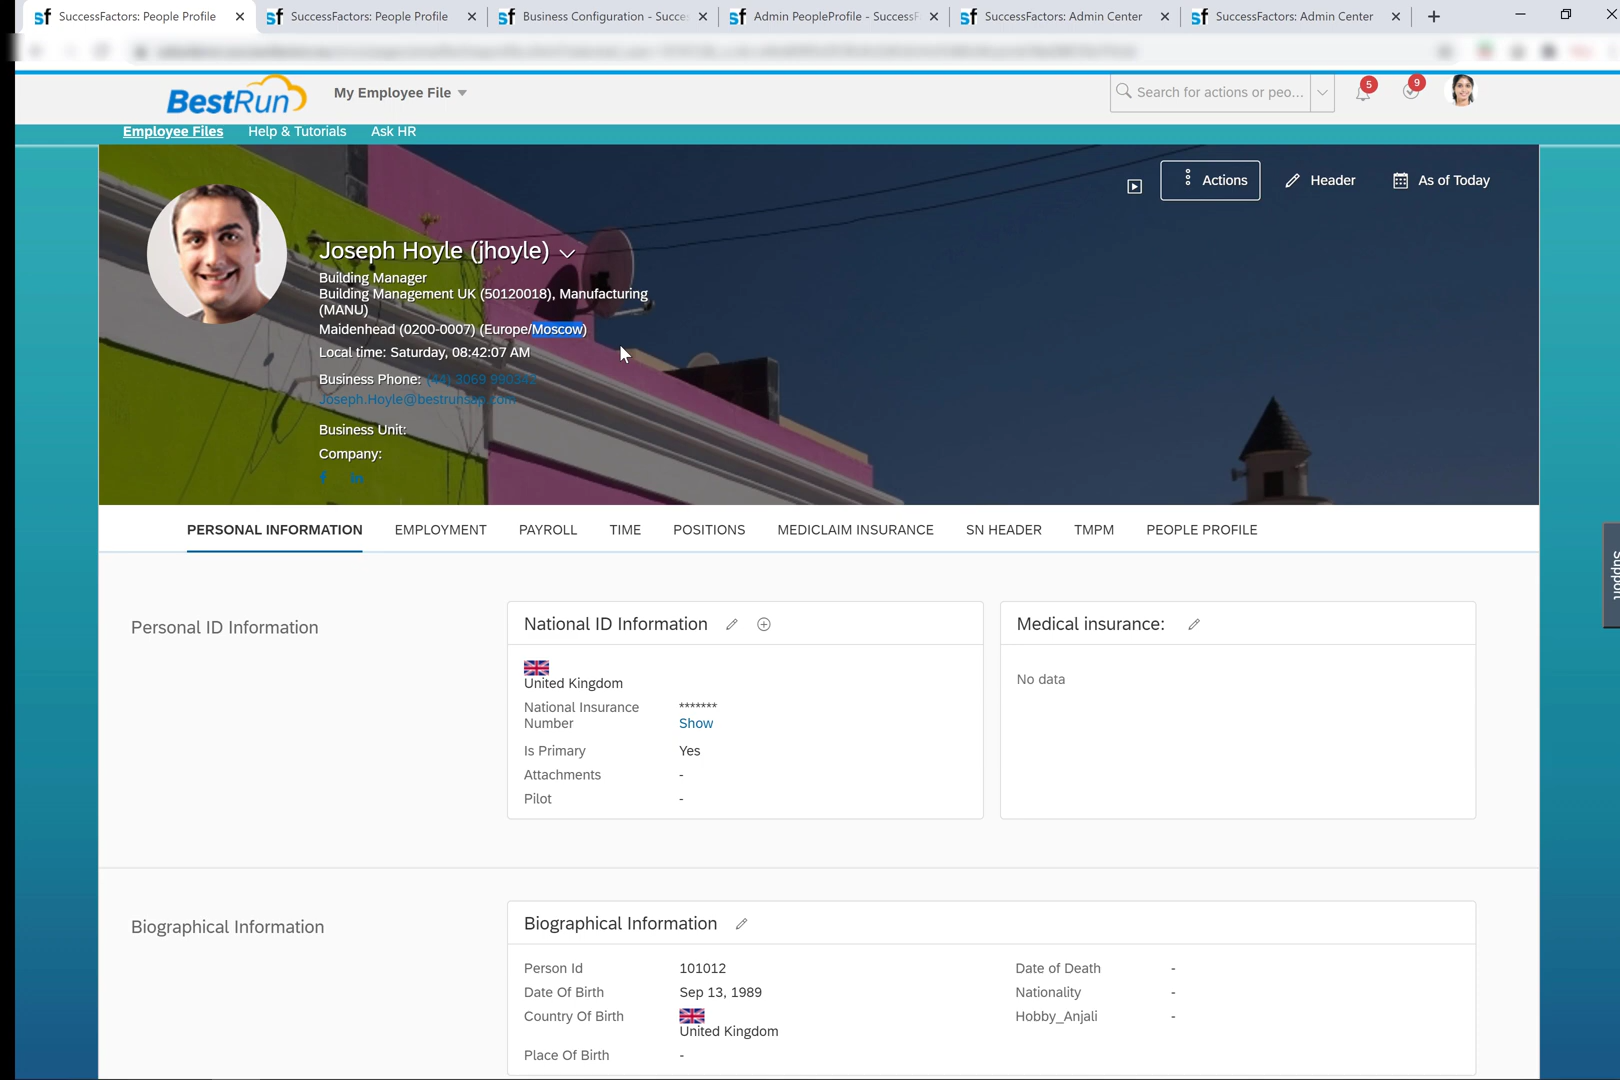 SuccessFactors: People Profile
SuccessFactors: People Profile
Business Configuration - Succes
Admin PeopleProfile - SuccessF
SuccessFactors: Admin Center
SuccessFactors: Admin Center
BestRun
My Employee File
Search for actions or peo...
5
9
Employee Files
Help & Tutorials
Ask HR
Actions
Header
As of Today
Joseph Hoyle (jhoyle)
Building Manager
Building Management UK (50120018), Manufacturing
(MANU)
Maidenhead (0200-0007) (Europe/Moscow)
Local time: Saturday, 08:42:07 AM
Business Phone: (44) 3069 990342
Joseph.Hoyle@bestrunsap.com
Business Unit:
Company:
PERSONAL INFORMATION
EMPLOYMENT
PAYROLL
TIME
POSITIONS
MEDICLAIM INSURANCE
SN HEADER
TMPM
PEOPLE PROFILE
Support
Personal ID Information
National ID Information
United Kingdom
National Insurance
Number
*******
Show
Is Primary
Yes
Attachments
-
Pilot
-
Medical insurance:
No data
Biographical Information
Biographical Information
Person Id
101012
Date Of Birth
Sep 13, 1989
Country Of Birth
United Kingdom
Place Of Birth
-
Date of Death
-
Nationality
-
Hobby_Anjali
-